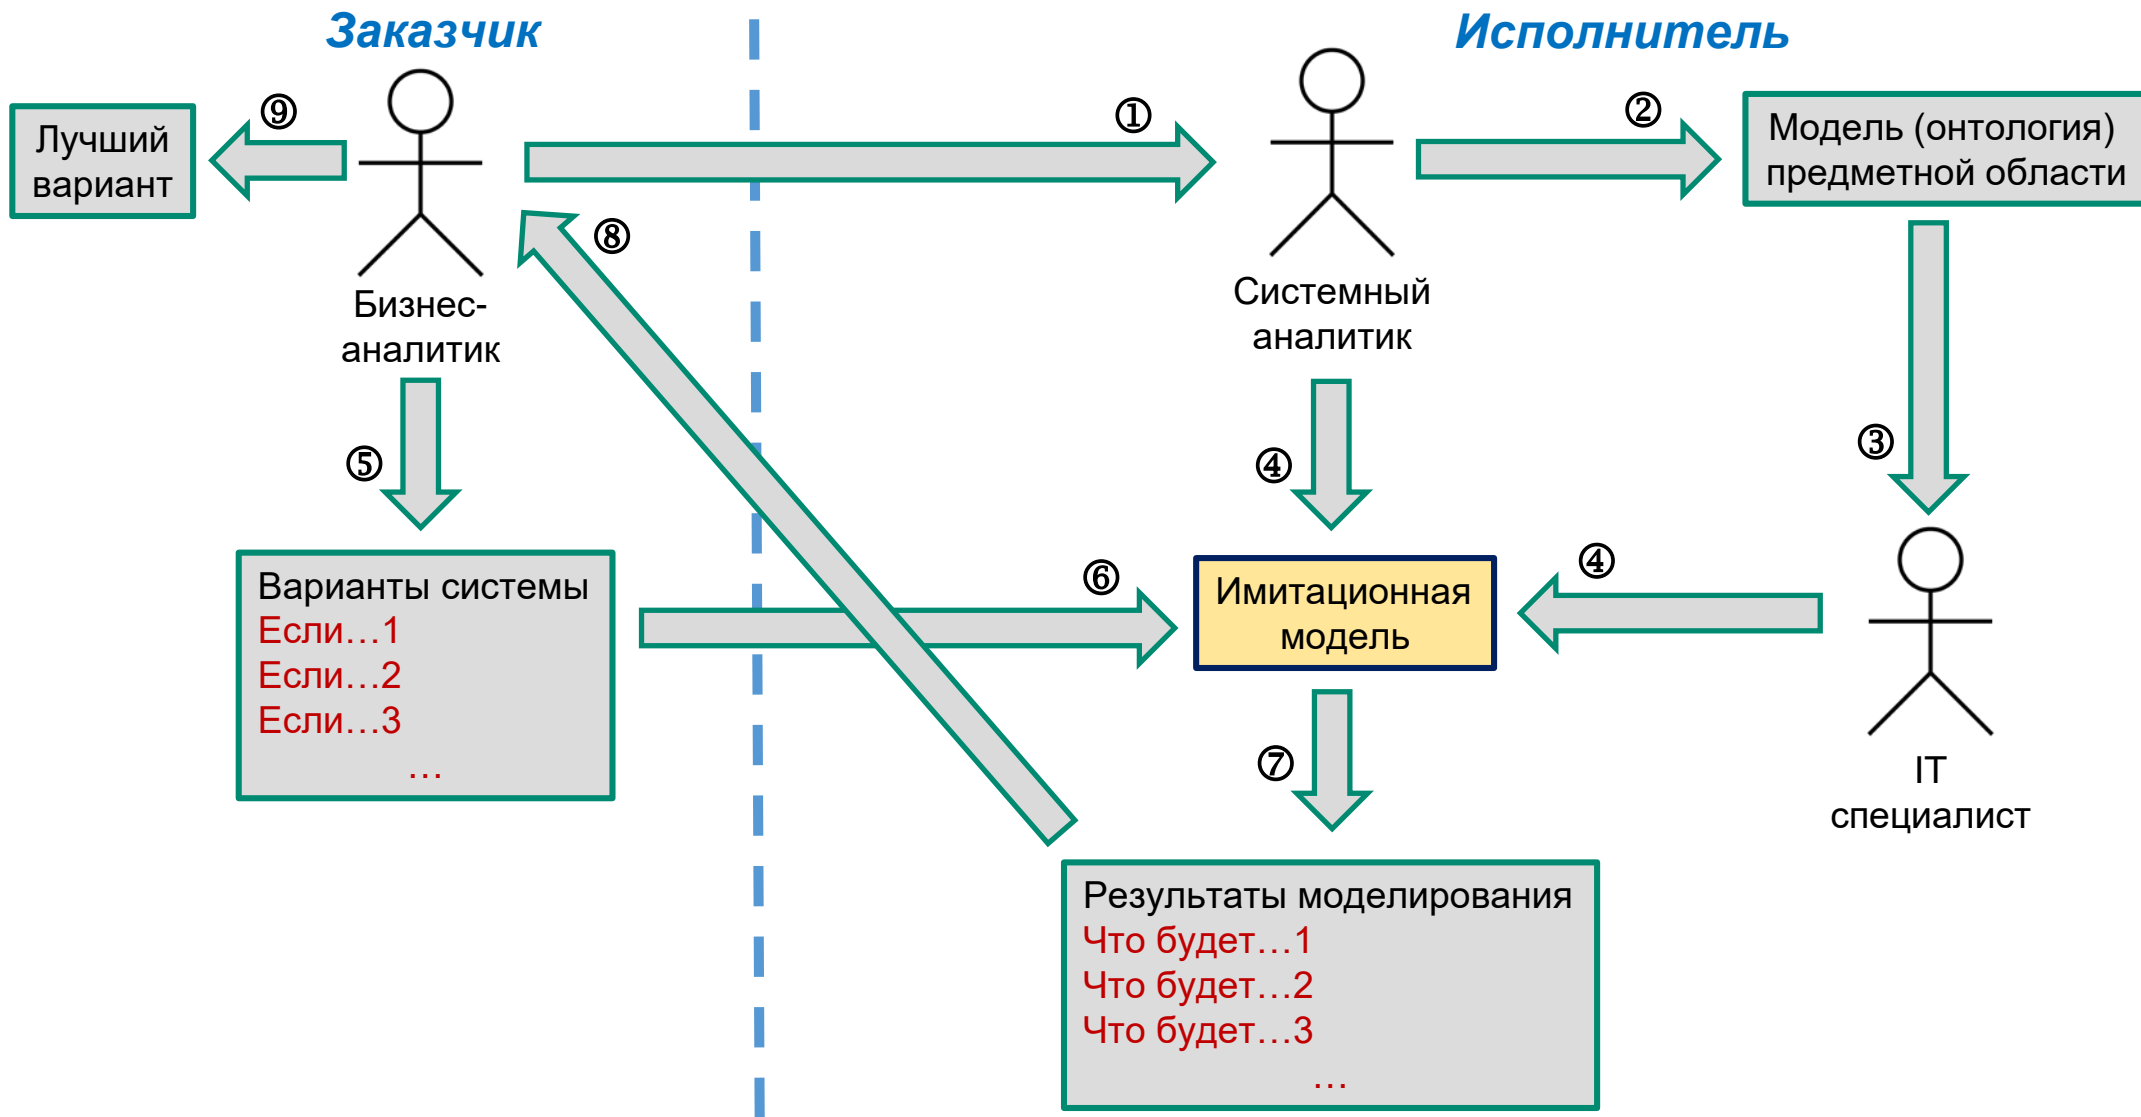 Заказчик
Исполнитель
⑨
①
②
Лучший
вариант
Модель (онтология)
предметной области
⑧
Бизнес-
аналитик
Системный
аналитик
⑤
④
③
Варианты системы
Если…1
Если…2
Если…3
…
⑥
Имитационная
модель
④
⑦
IT
специалист
Результаты моделирования
Что будет…1
Что будет…2
Что будет…3
…